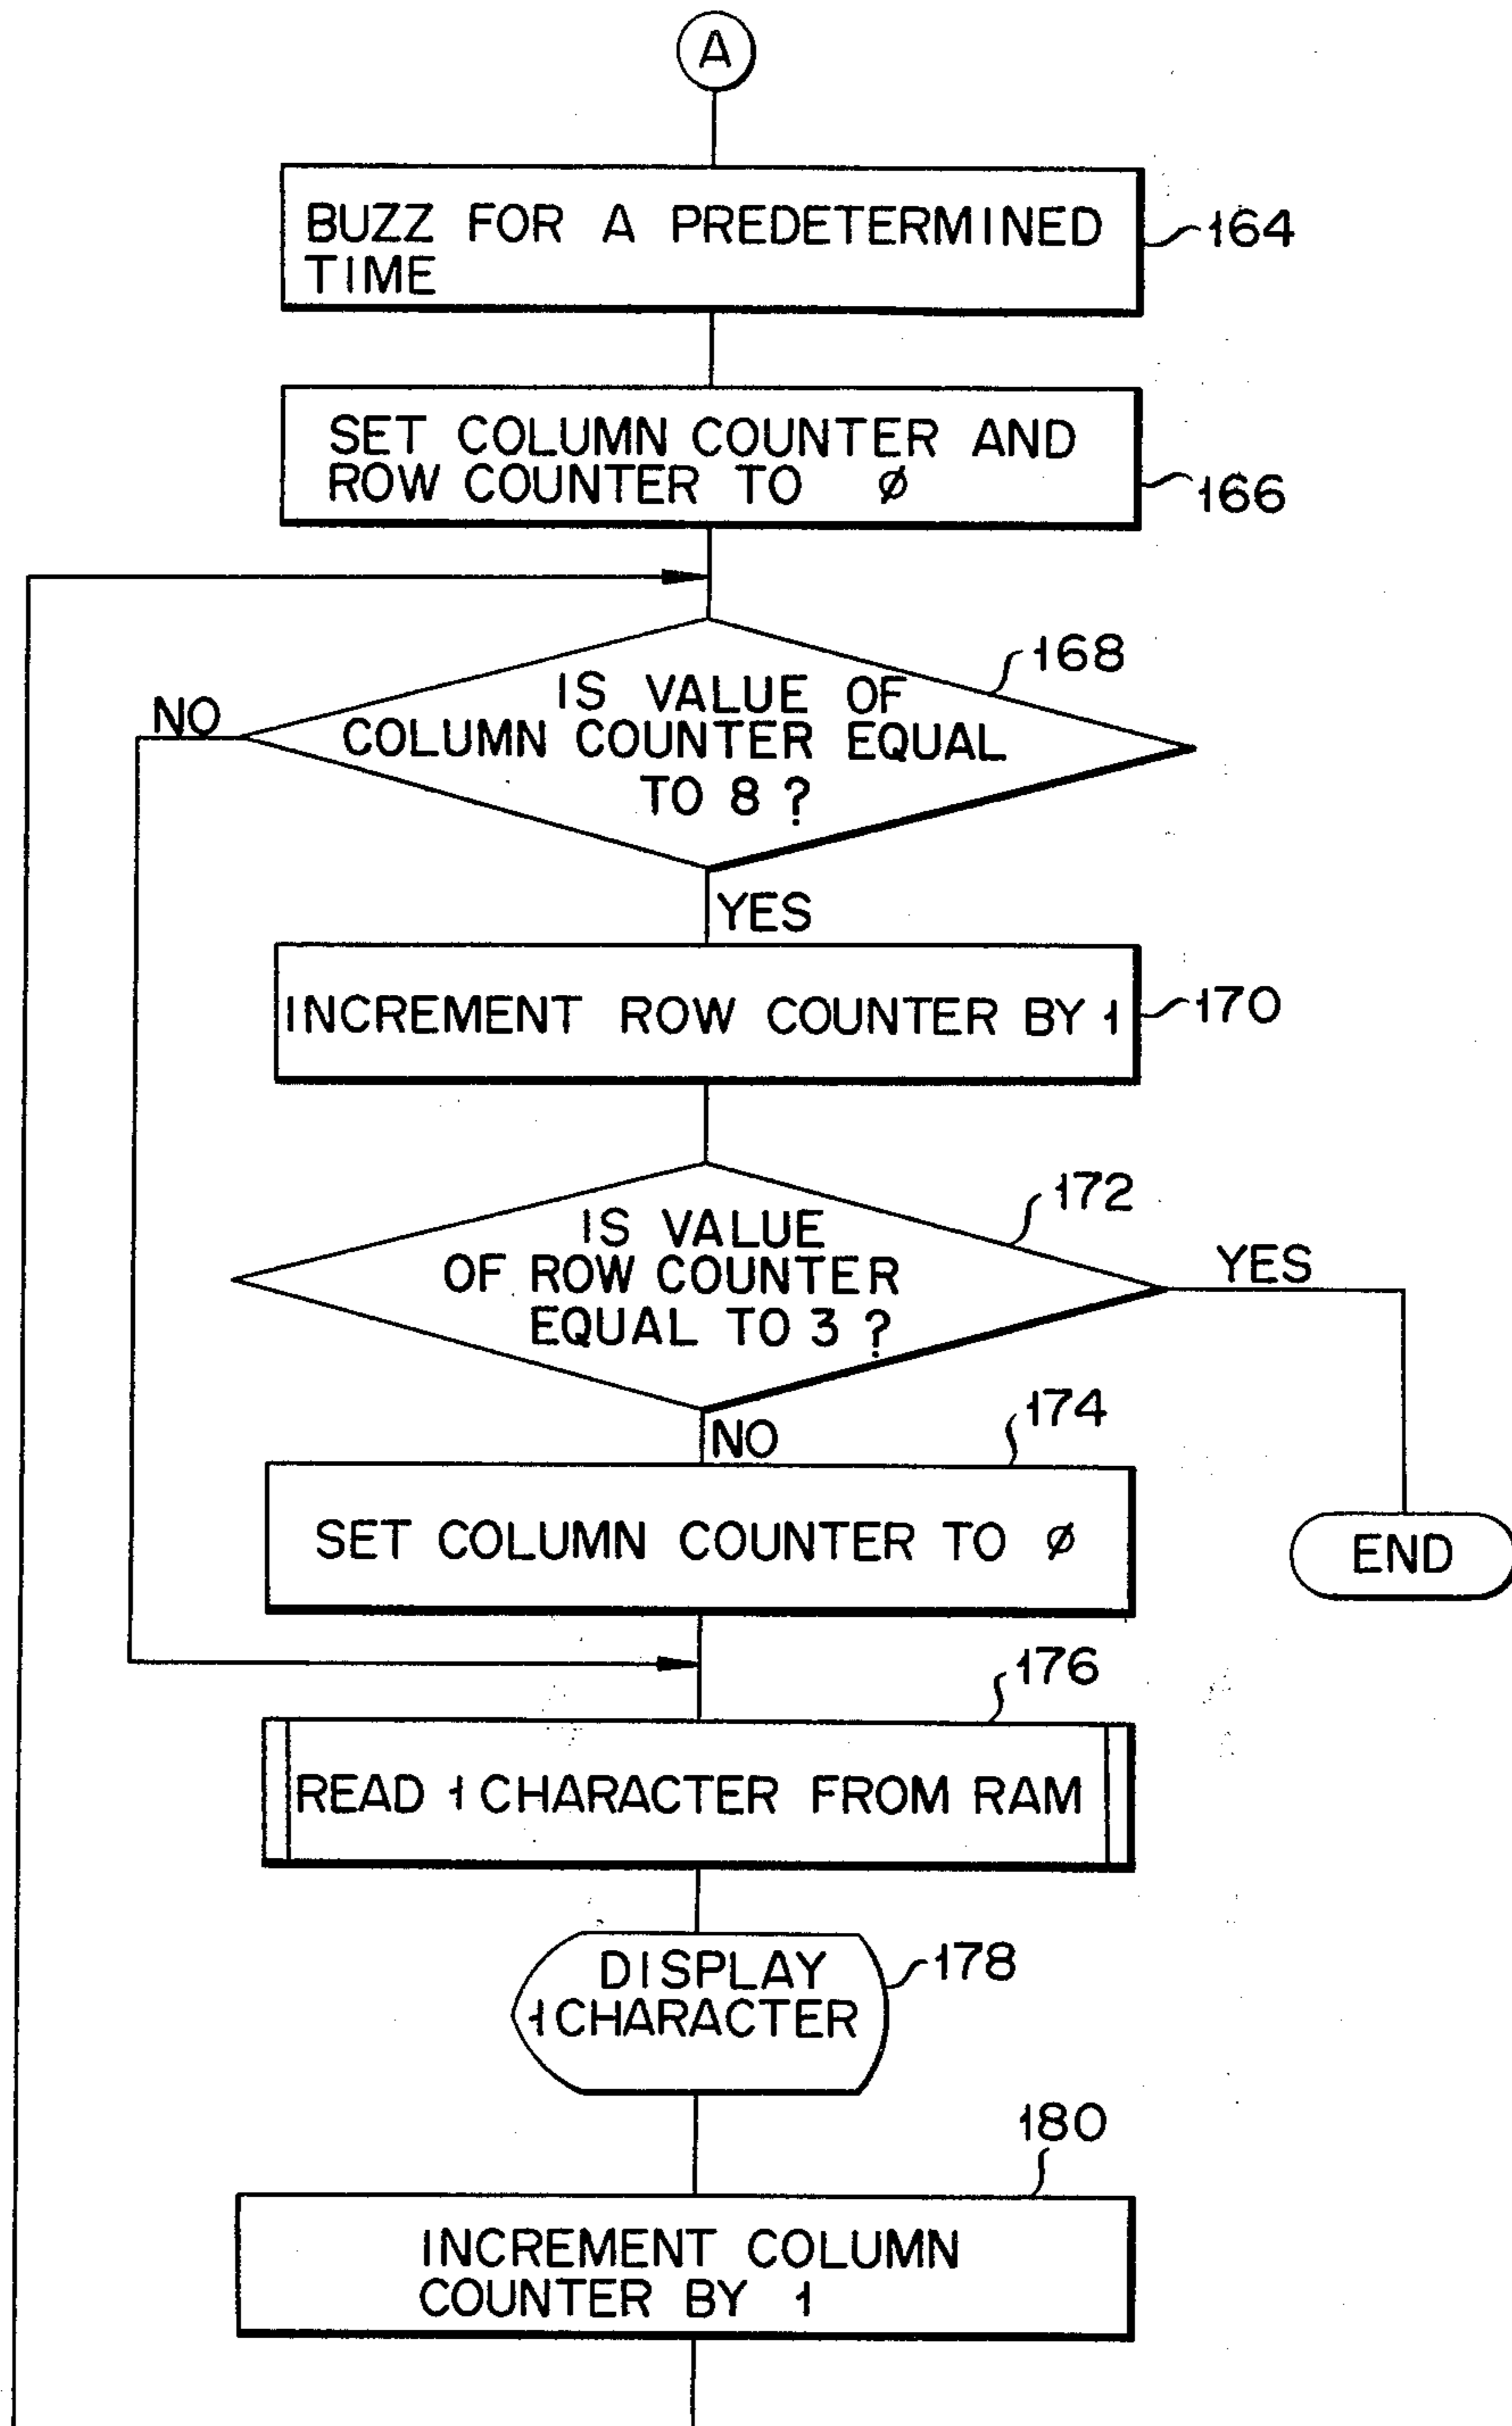 A
BUZZ FOR A PREDETERMINED
TIME
164
SET COLUMN COUNTER AND
ROW COUNTER TO Ø
166
168
IS VALUE OF
COLUMN COUNTER EQUAL
TO 8 ?
NO
YES
INCREMENT ROW COUNTER BY 1
170
172
IS VALUE
OF ROW COUNTER
EQUAL TO 3 ?
YES
NO
174
SET COLUMN COUNTER TO Ø
END
176
READ 1 CHARACTER FROM RAM
DISPLAY
1 CHARACTER
178
180
INCREMENT COLUMN
COUNTER BY 1